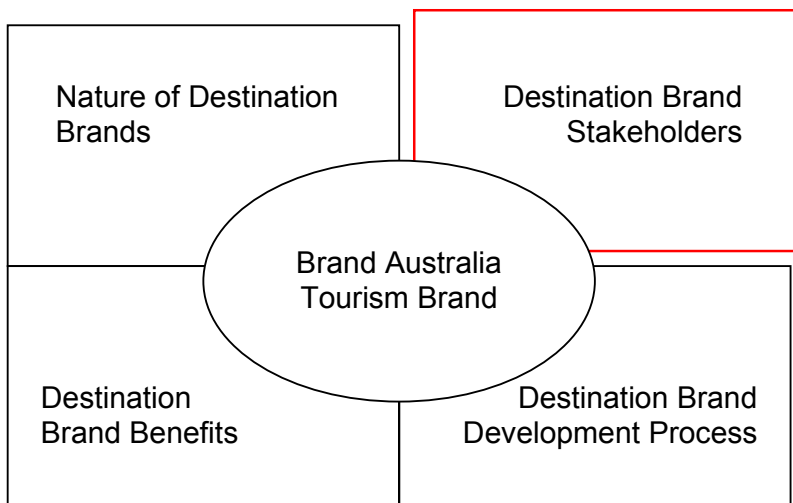 Nature of Destination
Brands
Destination Brand
Stakeholders
Brand Australia
Tourism Brand
Destination
Brand Benefits
Destination Brand
Development Process